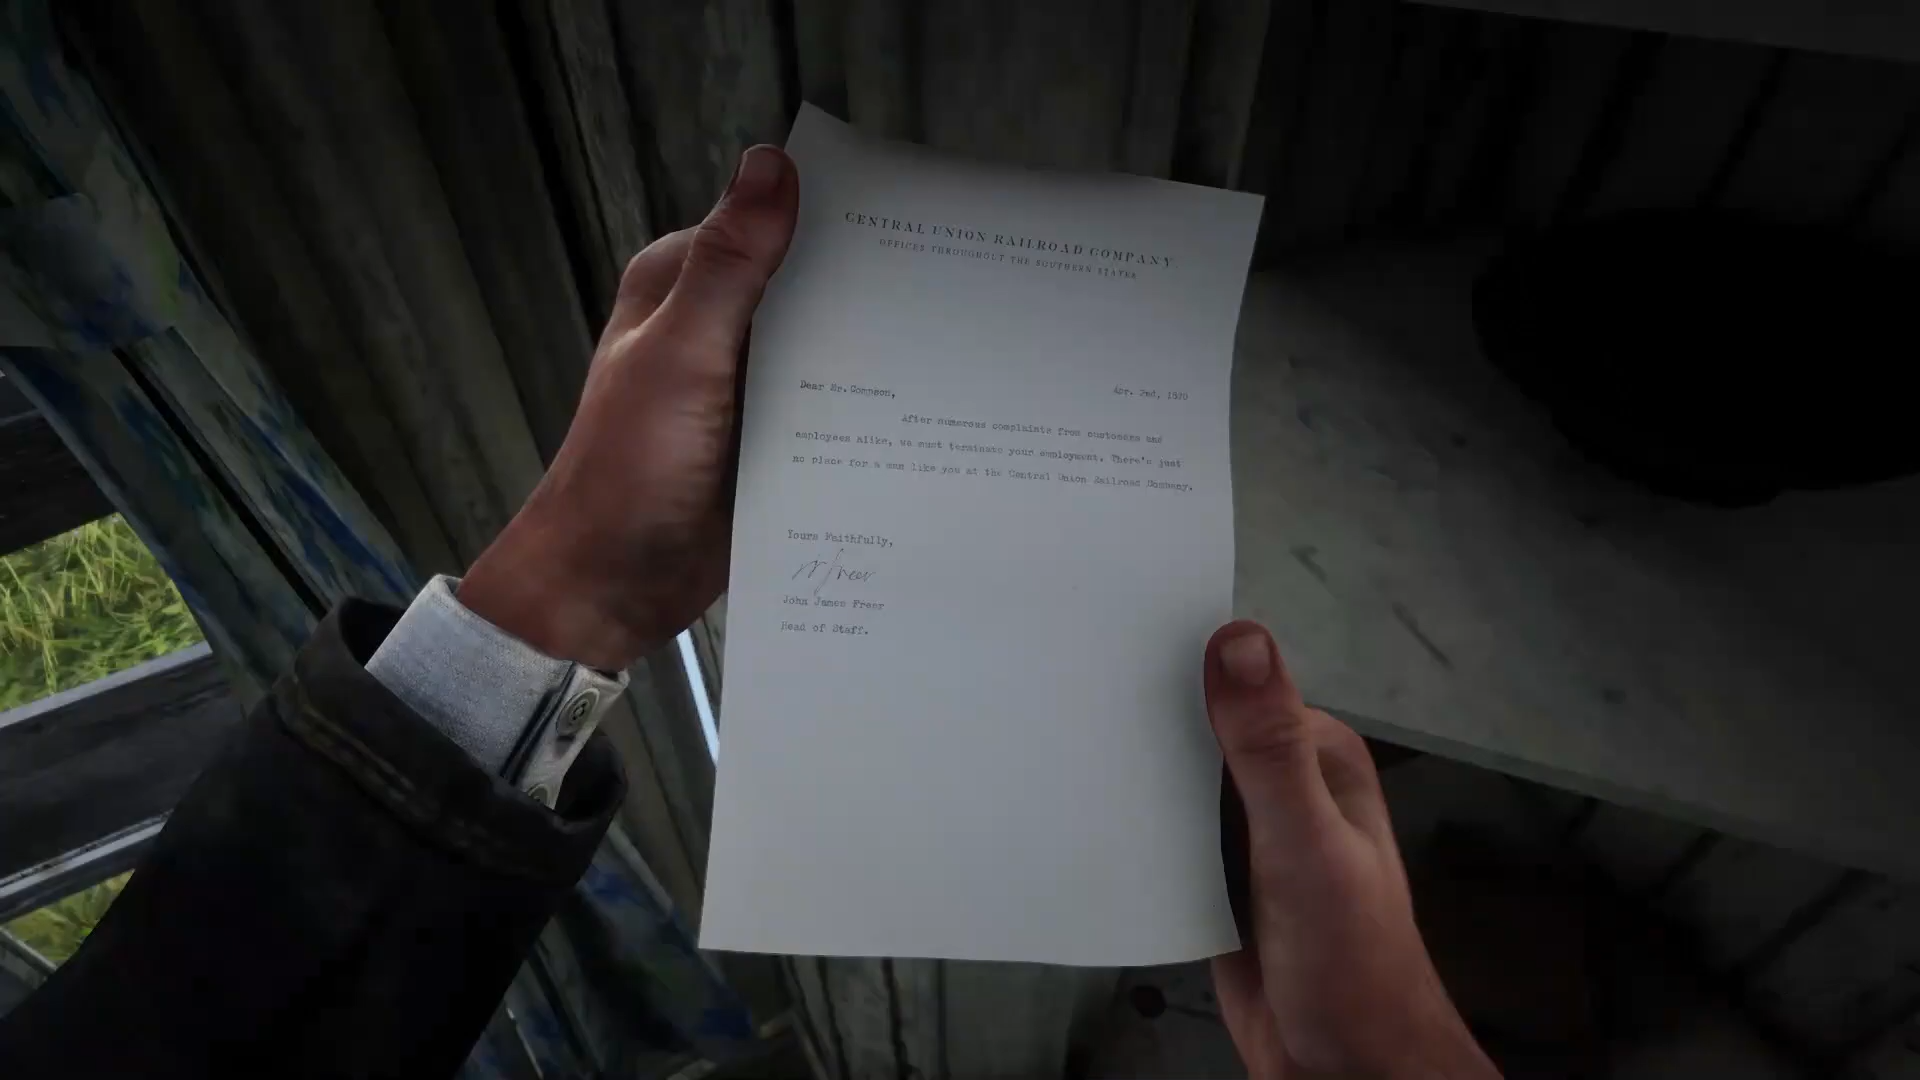 CENTRAL UNION RAILROAD COMPANY.
OFFICES THROUGHOUT THE SOUTHERN STATES
Dear Mr. Compson,
Apr. 2nd, 1870
After numerous complaints from customers and
employees alike, we must terminate your employment. There's just
no place for a man like you at the Central Union Railroad Company.
Yours Faithfully,
John James Freer
Head of Staff.